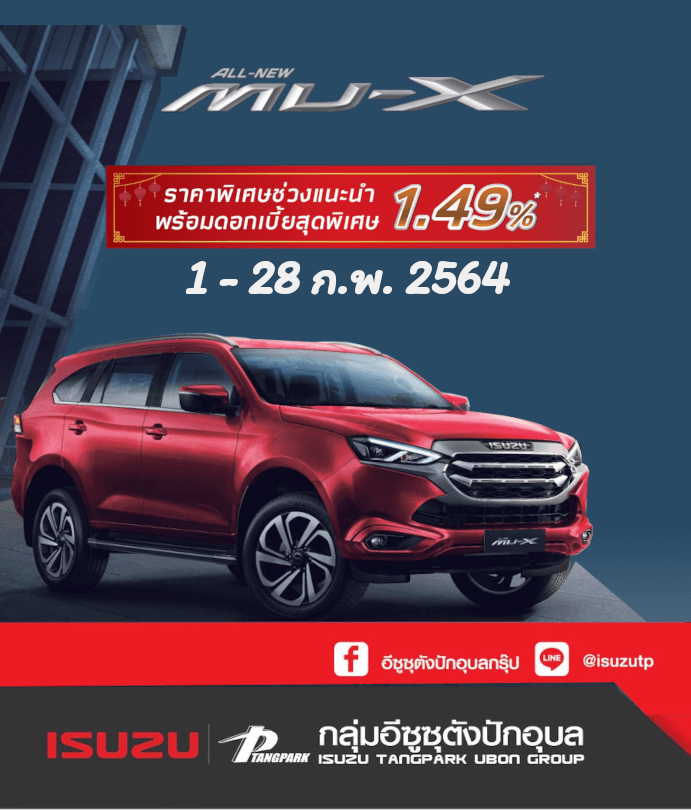 ALL-NEW
MU-X
ราคาพิเศษช่วงแนะนำ
พร้อมดอกเบี้ยสุดพิเศษ 1.49%*
1 - 28 ก.พ. 2564
ISUZU
MU-X
f อีซูซุตังปักอุบลกรุ๊ป LINE @isuzutp
ISUZU TANGPARK กลุ่มอีซูซุตังปักอุบล
ISUZU TANGPARK UBON GROUP